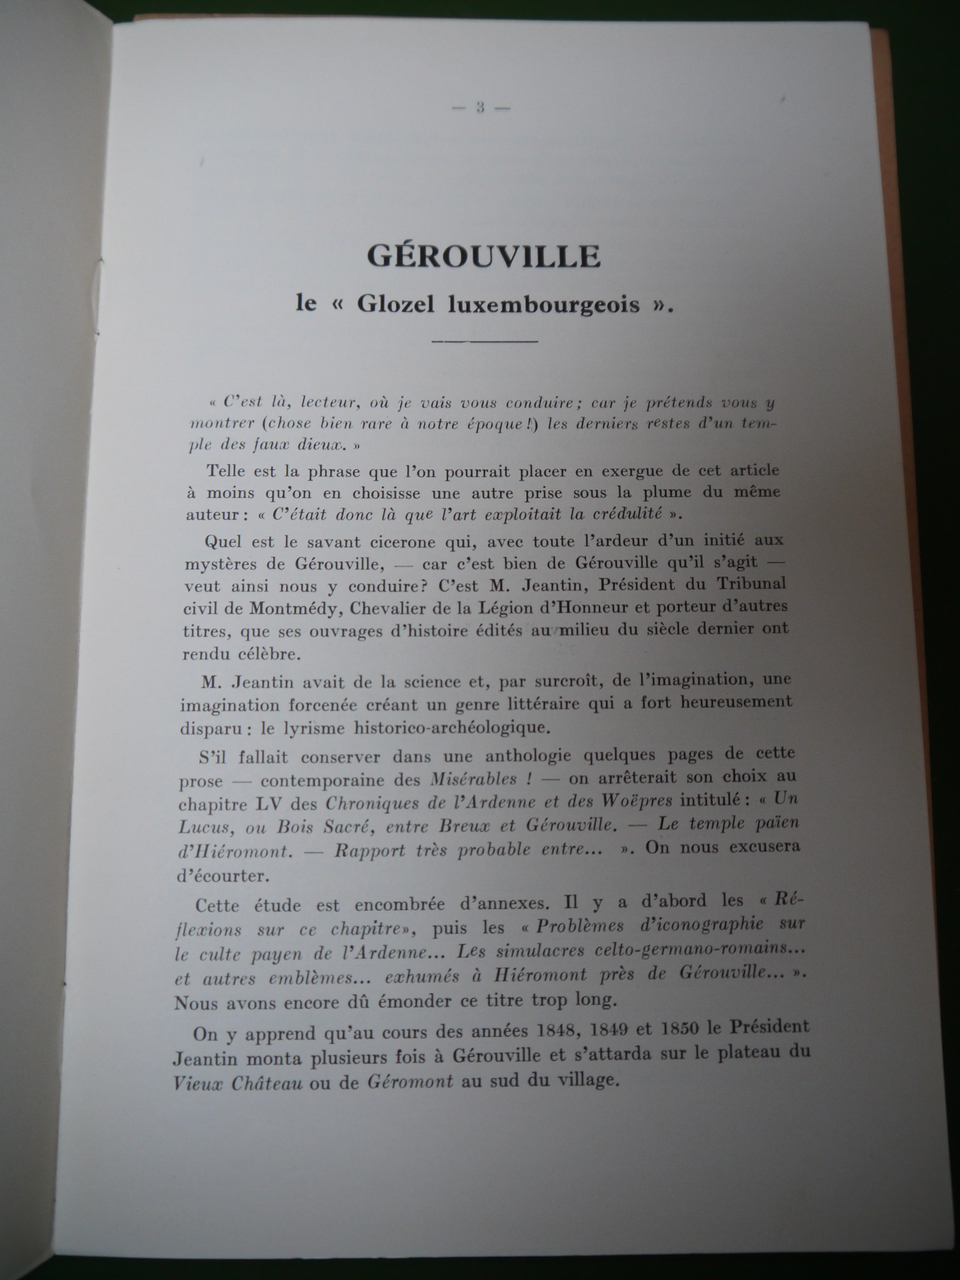 — 3 —
GÉROUVILLE
le « Glozel luxembourgeois ».
« C'est là, lecteur, où je vais vous conduire ; car je prétends vous y
montrer (chose bien rare à notre époque !) les derniers restes d'un tem-
ple des faux dieux. »
Telle est la phrase que l'on pourrait placer en exergue de cet article
à moins qu'on en choisisse une autre prise sous la plume du même
auteur : « C'était donc là que l'art exploitait la crédulité ».
Quel est le savant cicerone qui, avec toute l'ardeur d'un initié aux
mystères de Gérouville, — car c'est bien de Gérouville qu'il s'agit —
veut ainsi nous y conduire ? C'est M. Jeantin, Président du Tribunal
civil de Montmédy, Chevalier de la Légion d'Honneur et porteur d'autres
titres, que ses ouvrages d'histoire édités au milieu du siècle dernier ont
rendu célèbre.
M. Jeantin avait de la science et, par surcroît, de l'imagination, une
imagination forcenée créant un genre littéraire qui a fort heureusement
disparu : le lyrisme historico-archéologique.
S'il fallait conserver dans une anthologie quelques pages de cette
prose — contemporaine des Misérables ! — on arrêterait son choix au
chapitre LV des Chroniques de l'Ardenne et des Woëpres intitulé : « Un
Lucus, ou Bois Sacré, entre Breux et Gérouville. — Le temple païen
d'Hiéromont. — Rapport très probable entre... ». On nous excusera
d'écourter.
Cette étude est encombrée d'annexes. Il y a d'abord les « Ré-
flexions sur ce chapitre», puis les « Problèmes d'iconographie sur
le culte payen de l'Ardenne... Les simulacres celto-germano-romains...
et autres emblèmes... exhumés à Hiéromont près de Gérouville... ».
Nous avons encore dû émonder ce titre trop long.
On y apprend qu'au cours des années 1848, 1849 et 1850 le Président
Jeantin monta plusieurs fois à Gérouville et s'attarda sur le plateau du
Vieux Château ou de Géromont au sud du village.